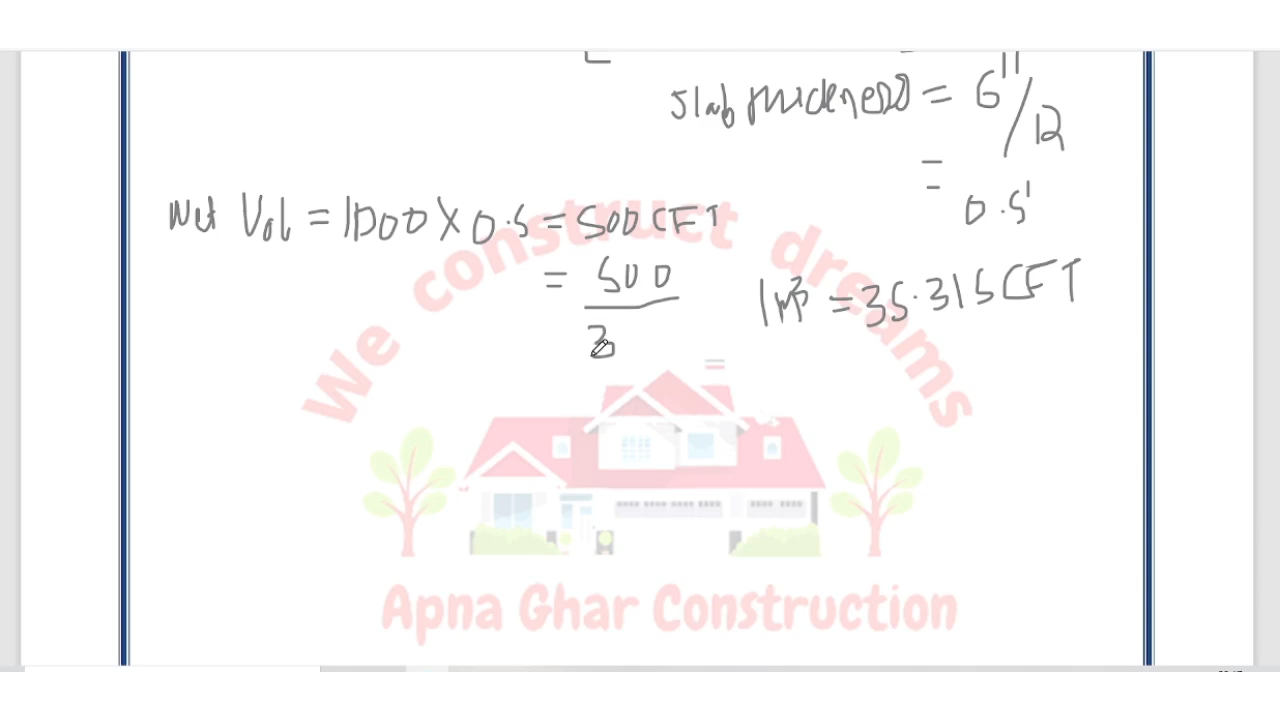 Slab thickness = 6"/12
= 0.5'
Wet Vol = 1000 X 0.5 = 500 CFT
= 500
3
1m³ = 35.315 CFT
We construct dreams
Apna Ghar Construction